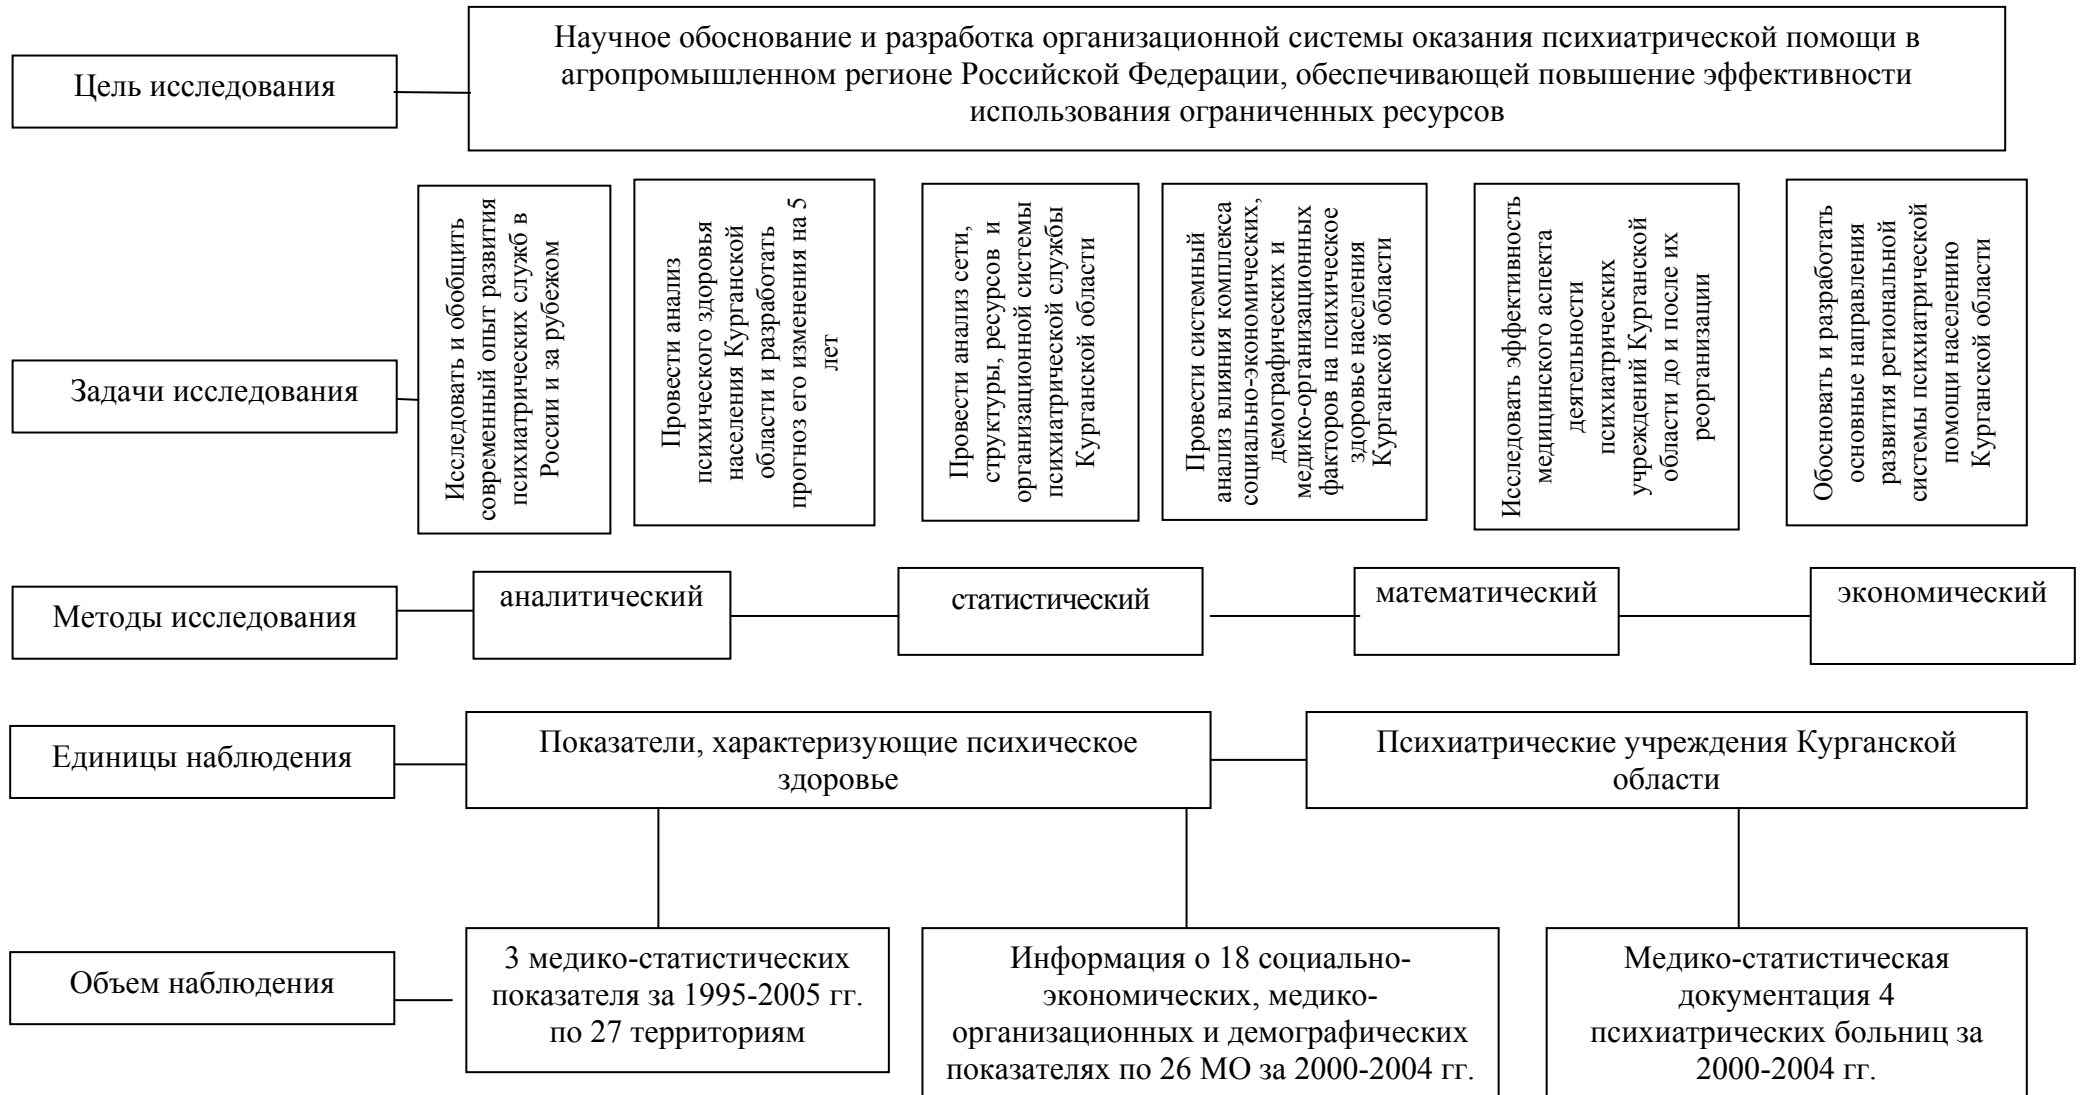 Цель исследования
Научное обоснование и разработка организационной системы оказания психиатрической помощи в
агропромышленном регионе Российской Федерации, обеспечивающей повышение эффективности
использования ограниченных ресурсов
Задачи исследования
Исследовать и обобщить
современный опыт развития
психиатрических служб в
России и за рубежом
Провести анализ
психического здоровья
населения Курганской
области и разработать
прогноз его изменения на 5
лет
Провести анализ сети,
структуры, ресурсов и
организационной системы
психиатрической службы
Курганской области
Провести системный
анализ влияния комплекса
социально-экономических,
демографических и
медико-организационных
факторов на психическое
здоровье населения
Курганской области
Исследовать эффективность
медицинского аспекта
деятельности
психиатрических
учреждений Курганской
области до и после их
реорганизации
Обосновать и разработать
основные направления
развития региональной
системы психиатрической
помощи населению
Курганской области
Методы исследования
аналитический
статистический
математический
экономический
Единицы наблюдения
Показатели, характеризующие психическое
здоровье
Психиатрические учреждения Курганской
области
Объем наблюдения
3 медико-статистических
показателя за 1995-2005 гг.
по 27 территориям
Информация о 18 социально-
экономических, медико-
организационных и демографических
показателях по 26 МО за 2000-2004 гг.
Медико-статистическая
документация 4
психиатрических больниц за
2000-2004 гг.